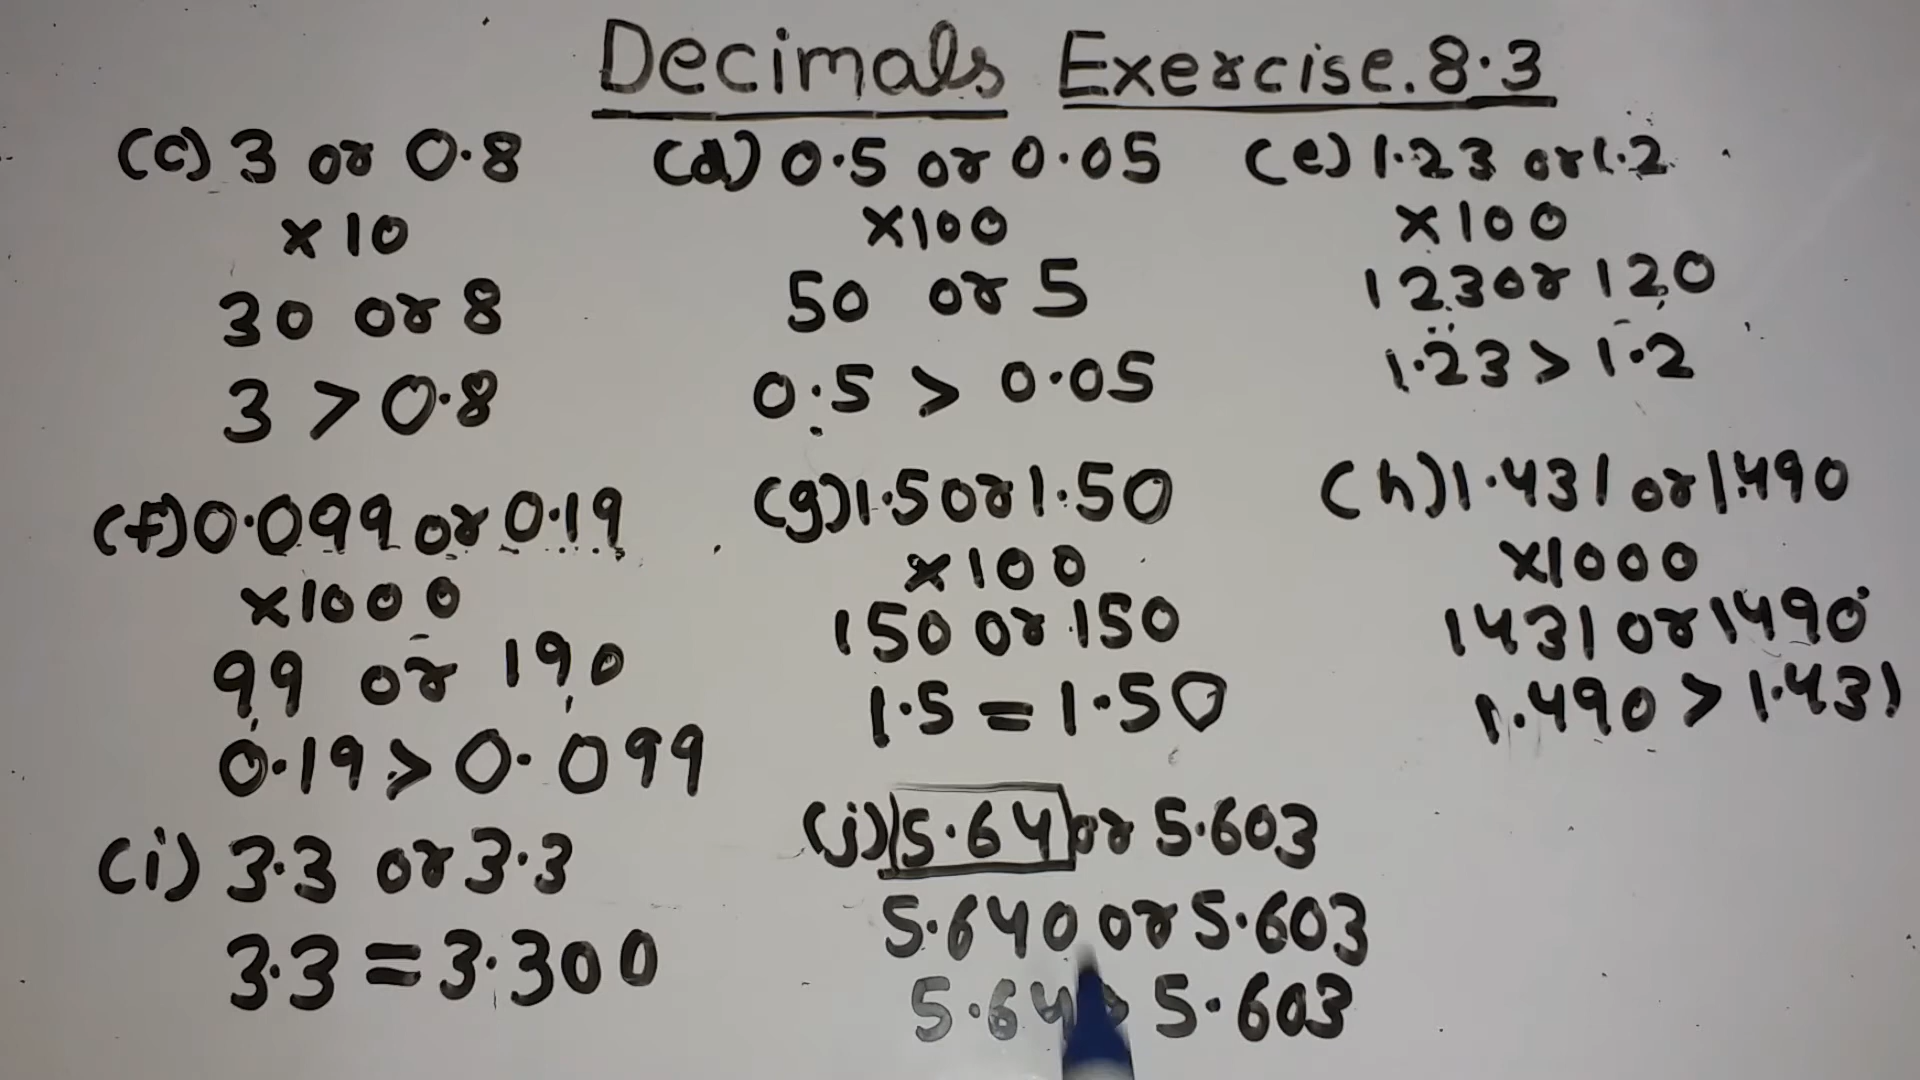 Decimals Exercise. 8.3
(c) 3 or 0.8
×10
30 or 8
3 > 0.8
(d) 0.5 or 0.05
×100
50 or 5
0.5 > 0.05
(e) 1.23 or 1.2
×100
123 or 120
1.23 > 1.2
(f) 0.099 or 0.19
×1000
99 or 190
0.19 > 0.099
(g) 1.5 or 1.50
×100
150 or 150
1.5 = 1.50
(h) 1.431 or 1.490
×1000
1431 or 1490
1.490 > 1.431
(i) 3.3 or 3.3
3.3 = 3.300
(j) 5.64 or 5.603
5.640 or 5.603
5.64 > 5.603